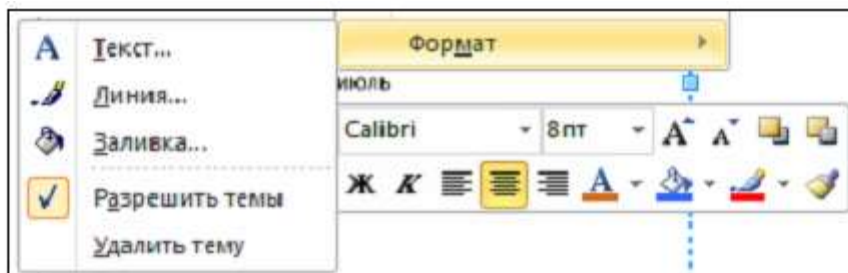 Формат
Текст...
Линия...
Заливка...
Разрешить темы
Удалить тему
июль
Calibri 8пт А А
Ж К А